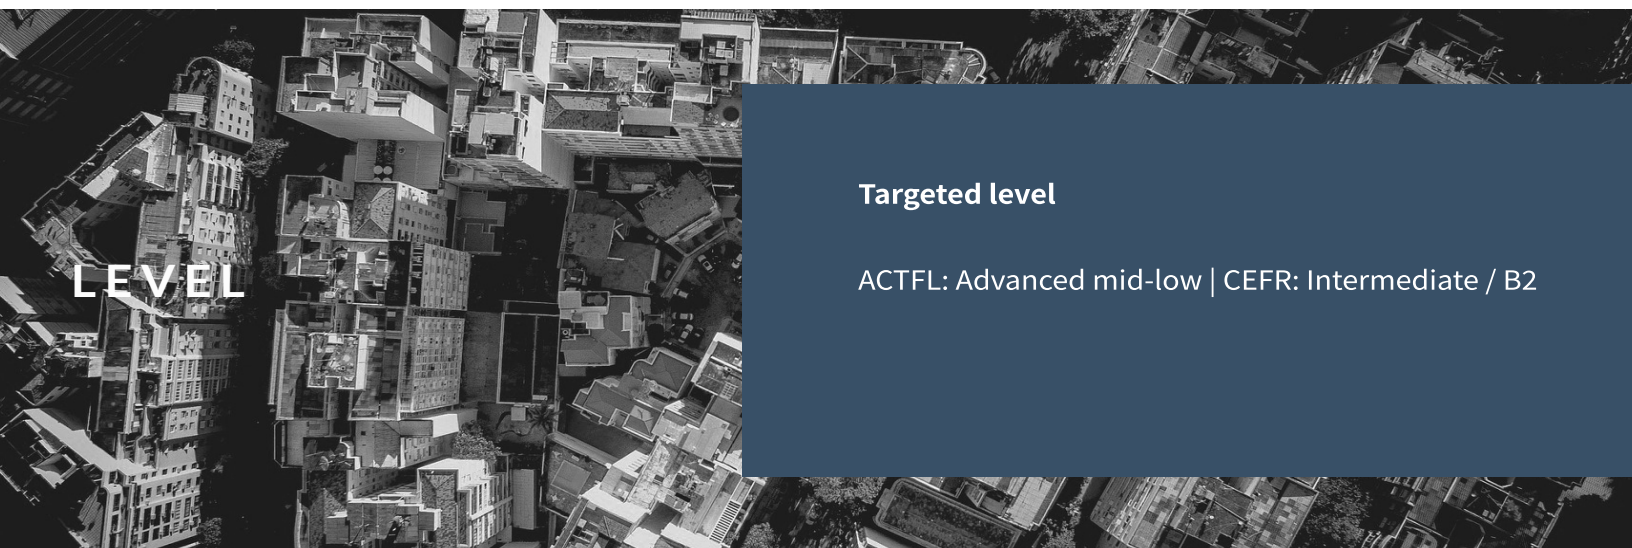 LEVEL
Targeted level
ACTFL: Advanced mid-low | CEFR: Intermediate / B2